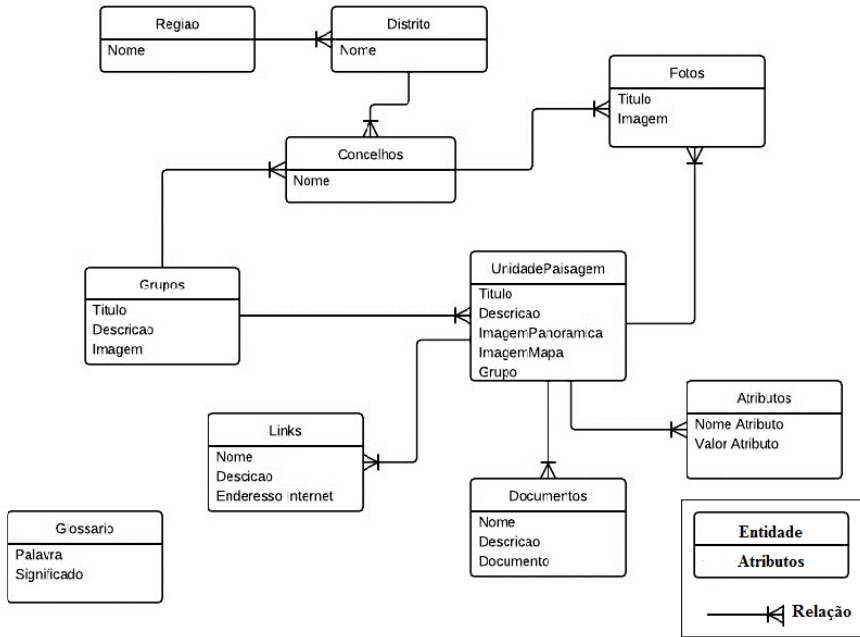 Regiao
Nome
Distrito
Nome
Fotos
Titulo
Imagem
Concelhos
Nome
Grupos
Titulo
Descricao
Imagem
UnidadePaisagem
Titulo
Descricao
ImagemPanoramica
ImagemMapa
Grupo
Atributos
Nome Atributo
Valor Atributo
Links
Nome
Descicao
Enderesso Internet
Documentos
Nome
Descricao
Documento
Glossario
Palavra
Significado
Entidade
Atributos
Relação